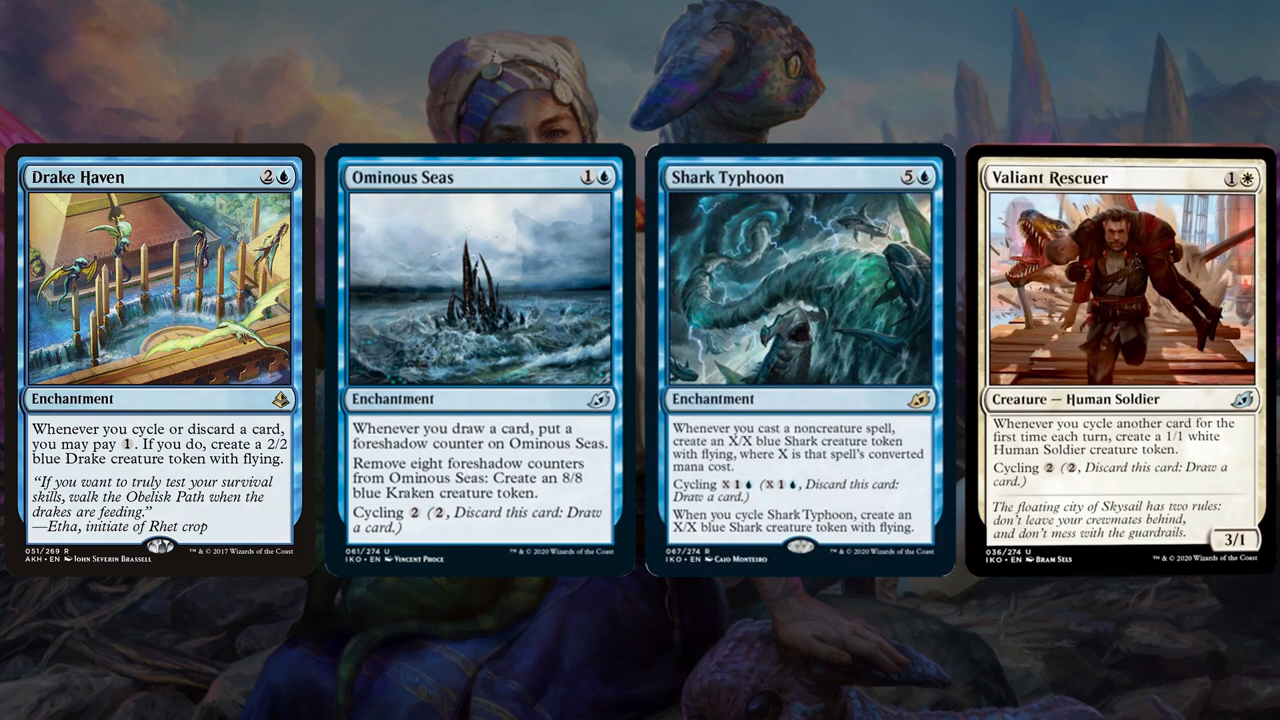 Drake Haven 2
Enchantment
Whenever you cycle or discard a card,
you may pay 1. If you do, create a 2/2
blue Drake creature token with flying.
“If you want to truly test your survival
skills, walk the Obelisk Path when the
drakes are feeding.”
—Etha, initiate of Rhet crop
051/269 R
AKH • EN John Severin Brassell
™ & © 2017 Wizards of the Coast
Ominous Seas 1
Enchantment
Whenever you draw a card, put a
foreshadow counter on Ominous Seas.
Remove eight foreshadow counters
from Ominous Seas: Create an 8/8
blue Kraken creature token.
Cycling 2 (2, Discard this card: Draw
a card.)
061/274 U
IKO • EN Vincent Proce
™ & © 2020 Wizards of the Coast
Shark Typhoon 5
Enchantment
Whenever you cast a noncreature spell,
create an X/X blue Shark creature token
with flying, where X is that spell’s converted
mana cost.
Cycling X 1 (X 1, Discard this card:
Draw a card.)
When you cycle Shark Typhoon, create an
X/X blue Shark creature token with flying.
067/274 R
IKO • EN Caio Monteiro
™ & © 2020 Wizards of the Coast
Valiant Rescuer 1
Creature — Human Soldier
Whenever you cycle another card for the
first time each turn, create a 1/1 white
Human Soldier creature token.
Cycling 2 (2, Discard this card: Draw a
card.)
The floating city of Skysail has two rules:
don’t leave your crewmates behind,
and don’t mess with the guardrails.
3/1
036/274 U
IKO • EN Bram Sels
™ & © 2020 Wizards of the Coast